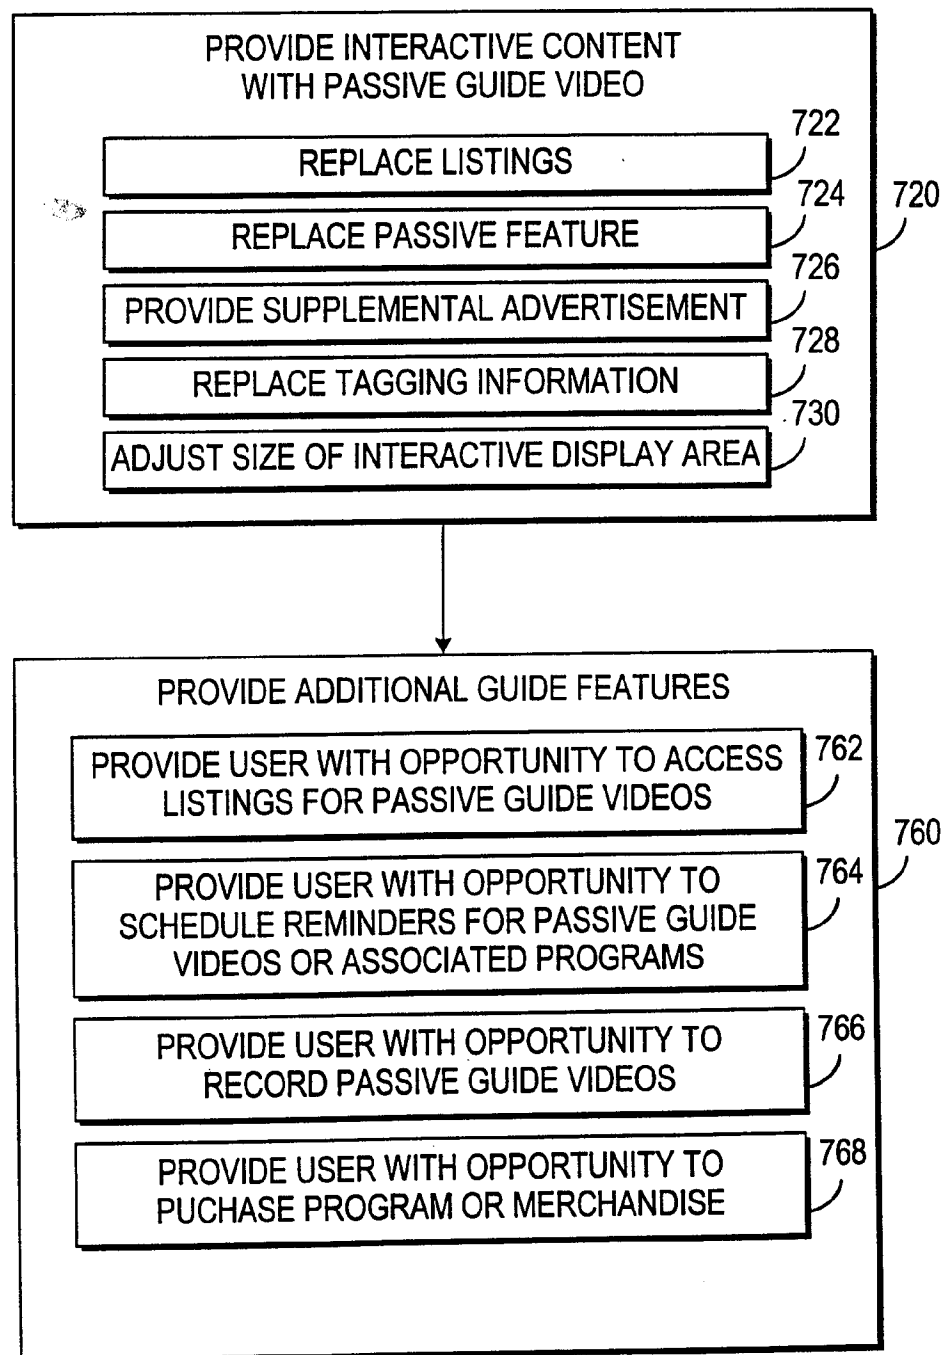 PROVIDE INTERACTIVE CONTENT
WITH PASSIVE GUIDE VIDEO
722
REPLACE LISTINGS
724
720
REPLACE PASSIVE FEATURE
726
PROVIDE SUPPLEMENTAL ADVERTISEMENT
728
REPLACE TAGGING INFORMATION
730
ADJUST SIZE OF INTERACTIVE DISPLAY AREA
PROVIDE ADDITIONAL GUIDE FEATURES
762
PROVIDE USER WITH OPPORTUNITY TO ACCESS
LISTINGS FOR PASSIVE GUIDE VIDEOS
760
764
PROVIDE USER WITH OPPORTUNITY TO
SCHEDULE REMINDERS FOR PASSIVE GUIDE
VIDEOS OR ASSOCIATED PROGRAMS
766
PROVIDE USER WITH OPPORTUNITY TO
RECORD PASSIVE GUIDE VIDEOS
768
PROVIDE USER WITH OPPORTUNITY TO
PUCHASE PROGRAM OR MERCHANDISE